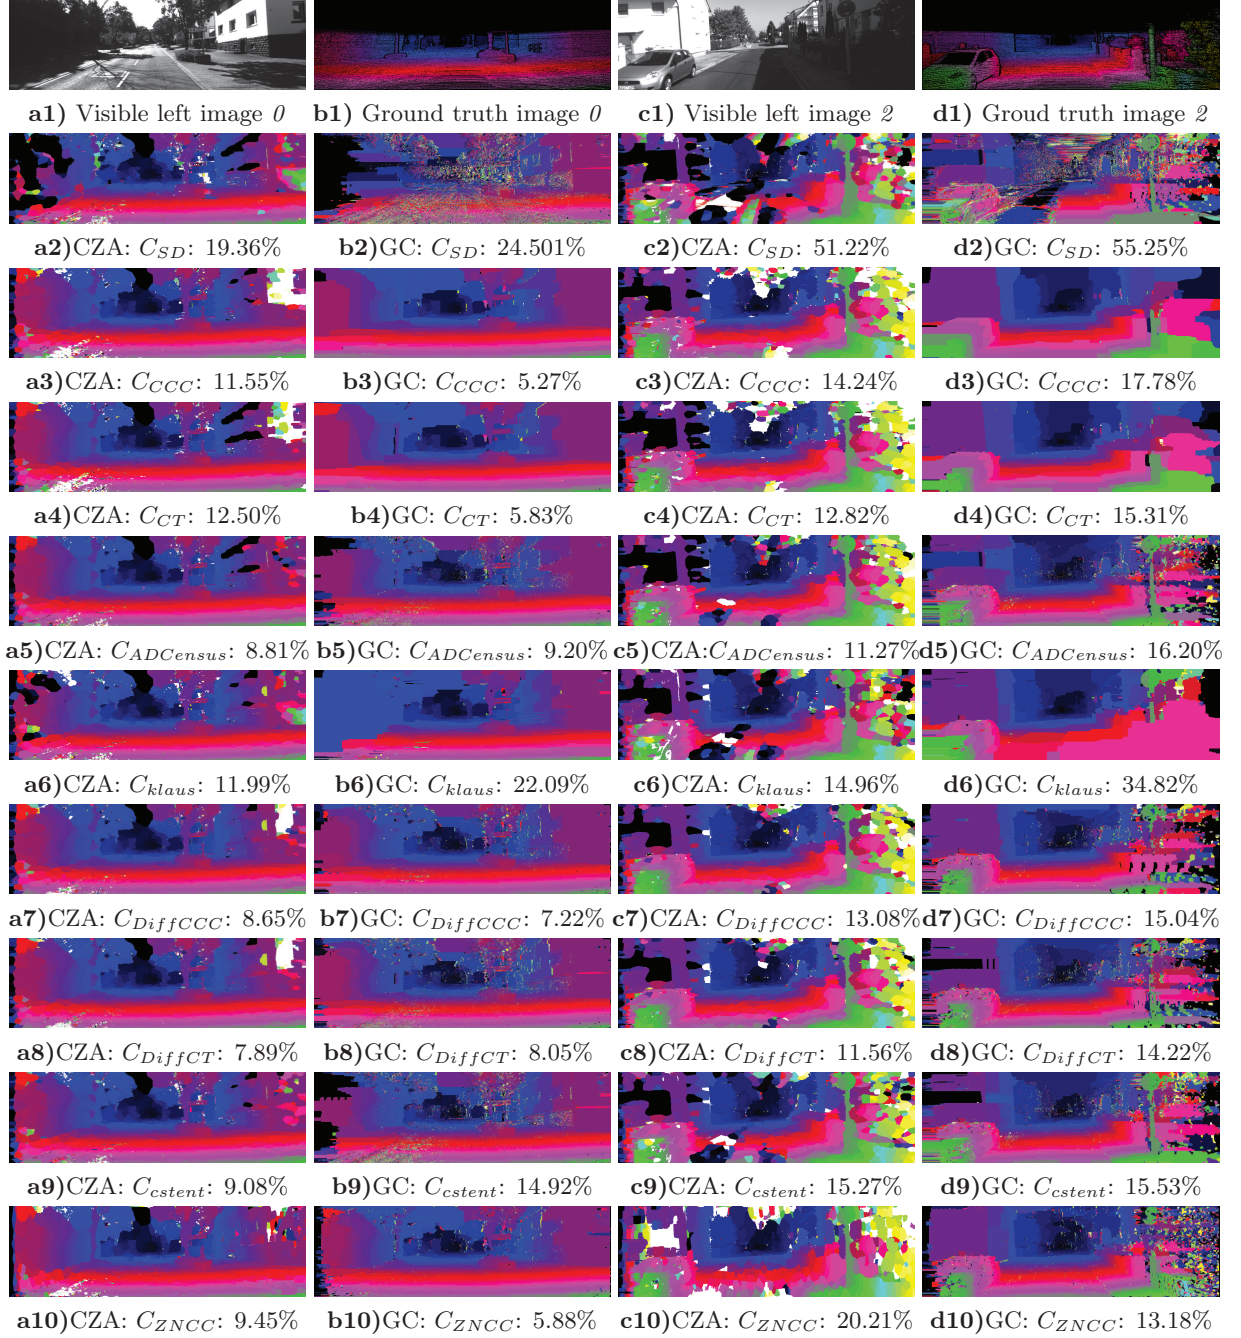 a1) Visible left image 0 b1) Ground truth image 0 c1) Visible left image 2 d1) Groud truth image 2
a2)CZA: C_SD: 19.36% b2)GC: C_SD: 24.501% c2)CZA: C_SD: 51.22% d2)GC: C_SD: 55.25%
a3)CZA: C_CCC: 11.55% b3)GC: C_CCC: 5.27% c3)CZA: C_CCC: 14.24% d3)GC: C_CCC: 17.78%
a4)CZA: C_CT: 12.50% b4)GC: C_CT: 5.83% c4)CZA: C_CT: 12.82% d4)GC: C_CT: 15.31%
a5)CZA: C_ADCensus: 8.81% b5)GC: C_ADCensus: 9.20% c5)CZA:C_ADCensus: 11.27% d5)GC: C_ADCensus: 16.20%
a6)CZA: C_klaus: 11.99% b6)GC: C_klaus: 22.09% c6)CZA: C_klaus: 14.96% d6)GC: C_klaus: 34.82%
a7)CZA: C_DiffCCC: 8.65% b7)GC: C_DiffCCC: 7.22% c7)CZA: C_DiffCCC: 13.08% d7)GC: C_DiffCCC: 15.04%
a8)CZA: C_DiffCT: 7.89% b8)GC: C_DiffCT: 8.05% c8)CZA: C_DiffCT: 11.56% d8)GC: C_DiffCT: 14.22%
a9)CZA: C_cstent: 9.08% b9)GC: C_cstent: 14.92% c9)CZA: C_cstent: 15.27% d9)GC: C_cstent: 15.53%
a10)CZA: C_ZNCC: 9.45% b10)GC: C_ZNCC: 5.88% c10)CZA: C_ZNCC: 20.21% d10)GC: C_ZNCC: 13.18%